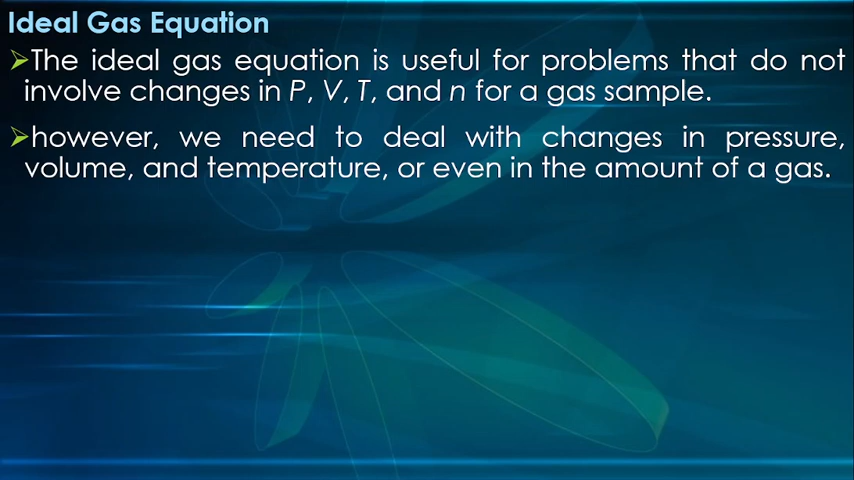 Ideal Gas Equation
➢The ideal gas equation is useful for problems that do not
involve changes in P, V, T, and n for a gas sample.
➢however, we need to deal with changes in pressure,
volume, and temperature, or even in the amount of a gas.